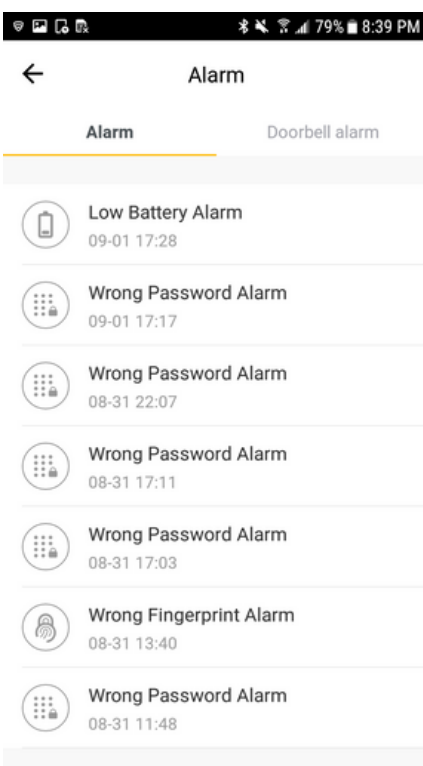 79% 8:39 PM
Alarm
Alarm Doorbell alarm
Low Battery Alarm
09-01 17:28
Wrong Password Alarm
09-01 17:17
Wrong Password Alarm
08-31 22:07
Wrong Password Alarm
08-31 17:11
Wrong Password Alarm
08-31 17:03
Wrong Fingerprint Alarm
08-31 13:40
Wrong Password Alarm
08-31 11:48